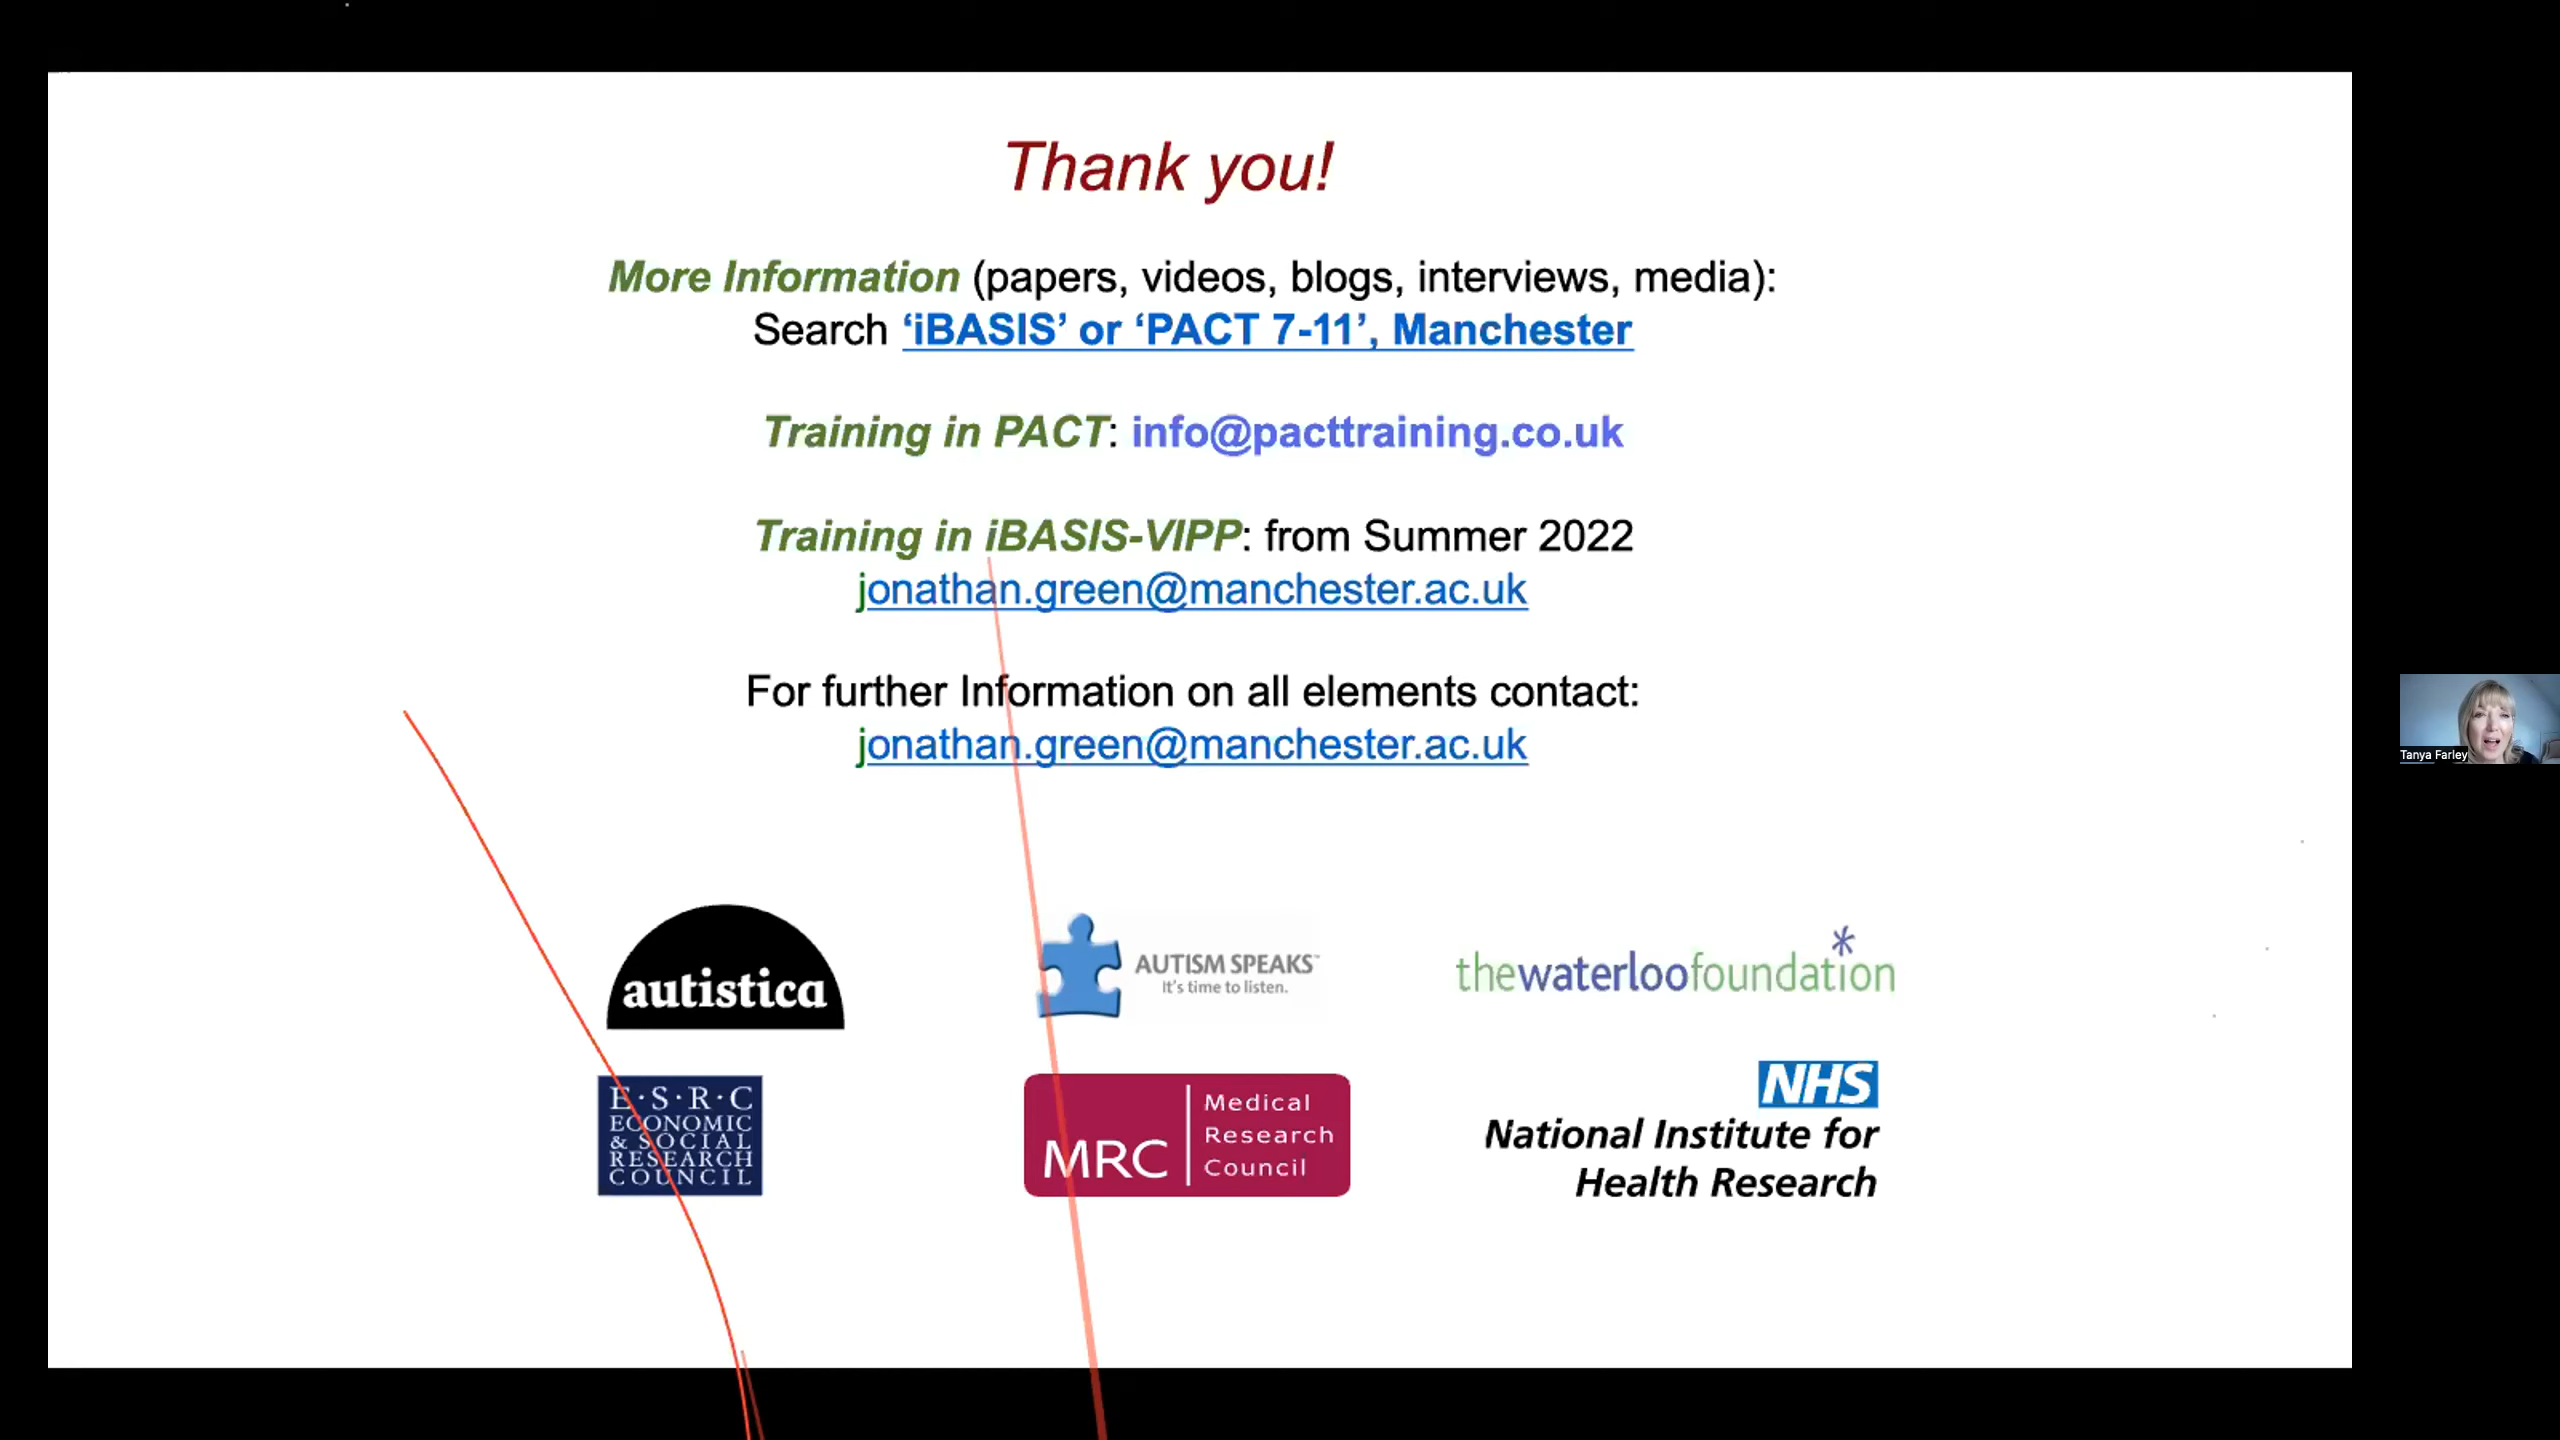 Thank you!
More Information (papers, videos, blogs, interviews, media):
Search ‘iBASIS’ or ‘PACT 7-11’, Manchester
Training in PACT: info@pacttraining.co.uk
Training in iBASIS-VIPP: from Summer 2022
jonathan.green@manchester.ac.uk
For further Information on all elements contact:
jonathan.green@manchester.ac.uk
Tanya Farley
autistica
AUTISM SPEAKS™
It's time to listen.
thewaterloofoundation
E·S·R·C
ECONOMIC
& SOCIAL
RESEARCH
COUNCIL
MRC
Medical
Research
Council
NHS
National Institute for
Health Research